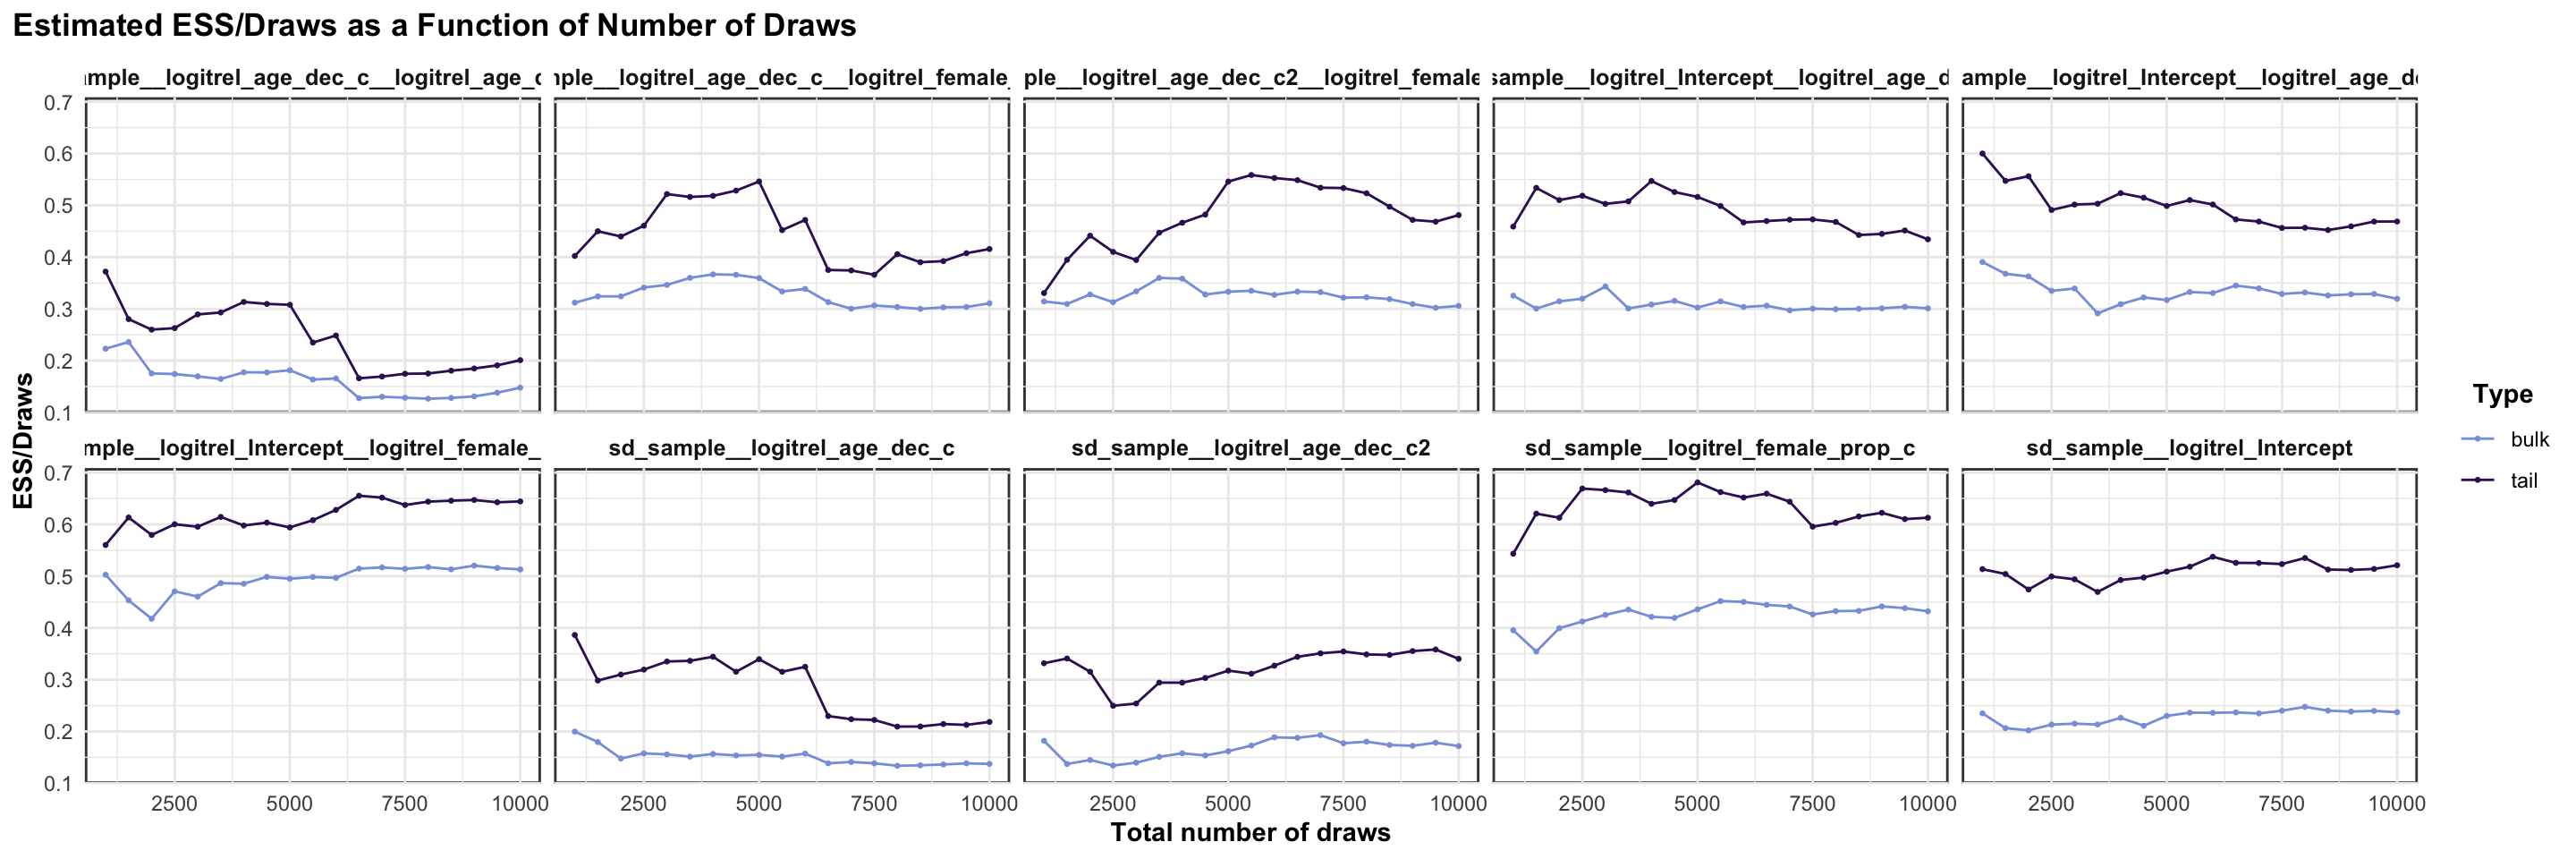 Estimated ESS/Draws as a Function of Number of Draws
mple__logitrel_age_dec_c__logitrel_age_d
mple__logitrel_age_dec_c__logitrel_female_
ple__logitrel_age_dec_c2__logitrel_female
sample__logitrel_Intercept__logitrel_age_d
ample__logitrel_Intercept__logitrel_age_de
0.7
0.6
0.5
0.4
0.3
0.2
0.1
mple__logitrel_Intercept__logitrel_female_
sd_sample__logitrel_age_dec_c
sd_sample__logitrel_age_dec_c2
sd_sample__logitrel_female_prop_c
sd_sample__logitrel_Intercept
0.7
0.6
0.5
0.4
0.3
0.2
0.1
ESS/Draws
2500 5000 7500 10000
2500 5000 7500 10000
2500 5000 7500 10000
2500 5000 7500 10000
2500 5000 7500 10000
Total number of draws
Type
bulk
tail